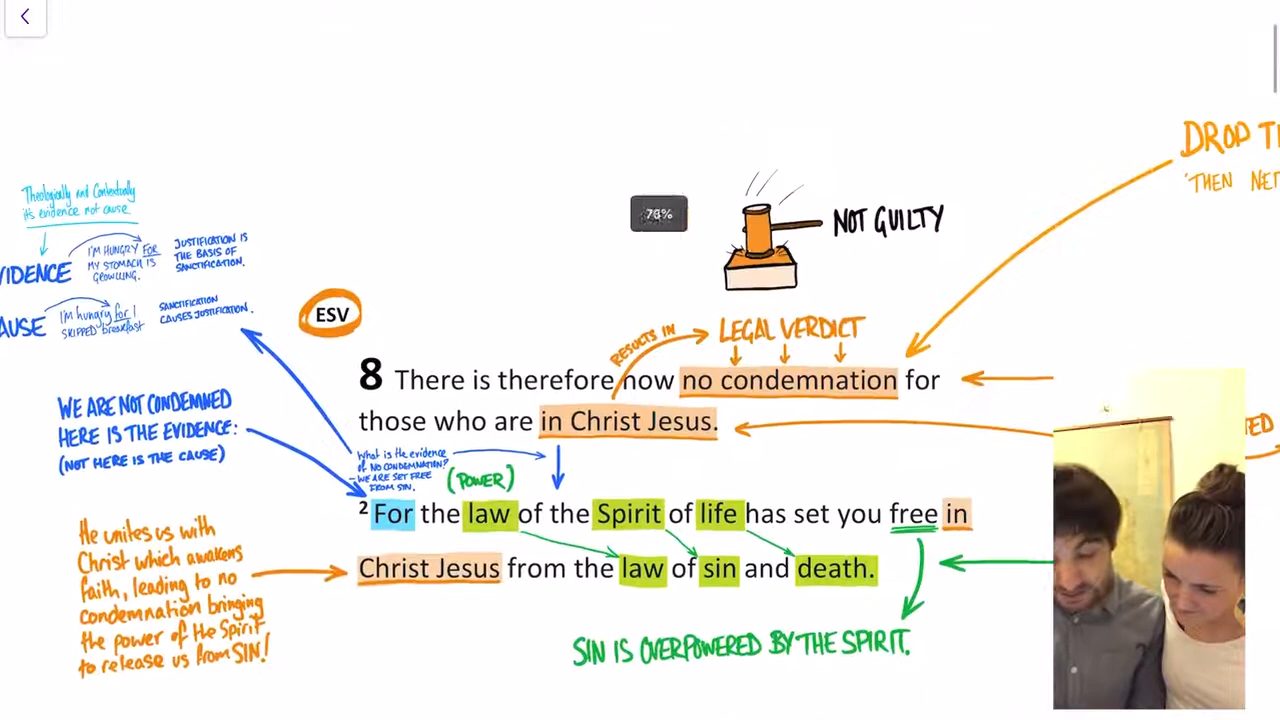 DROP T
'THEN NE
Theologically and Contextually
it's evidence not cause.
VIDENCE
I'M HUNGRY FOR
MY STOMACH IS
GROWLING.
JUSTIFICATION IS
THE BASIS OF
SANCTIFICATION.
AUSE
I'm hungry for I
SKIPPED breakfast
SANCTIFICATION
CAUSES JUSTIFICATION.
76%
NOT GUILTY
ESV
RESULTS IN
LEGAL VERDICT
8 There is therefore now no condemnation for
those who are in Christ Jesus.
TED
WE ARE NOT CONDEMNED
HERE IS THE EVIDENCE:
(NOT HERE IS THE CAUSE)
What is the evidence
of NO CONDEMNATION?
- WE ARE SET FREE
FROM SIN.
(POWER)
2 For the law of the Spirit of life has set you free in
Christ Jesus from the law of sin and death.
He unites us with
Christ which awakens
faith, leading to no
condemnation bringing
the power of the Spirit
to release us from SIN!
SIN IS OVERPOWERED BY THE SPIRIT.